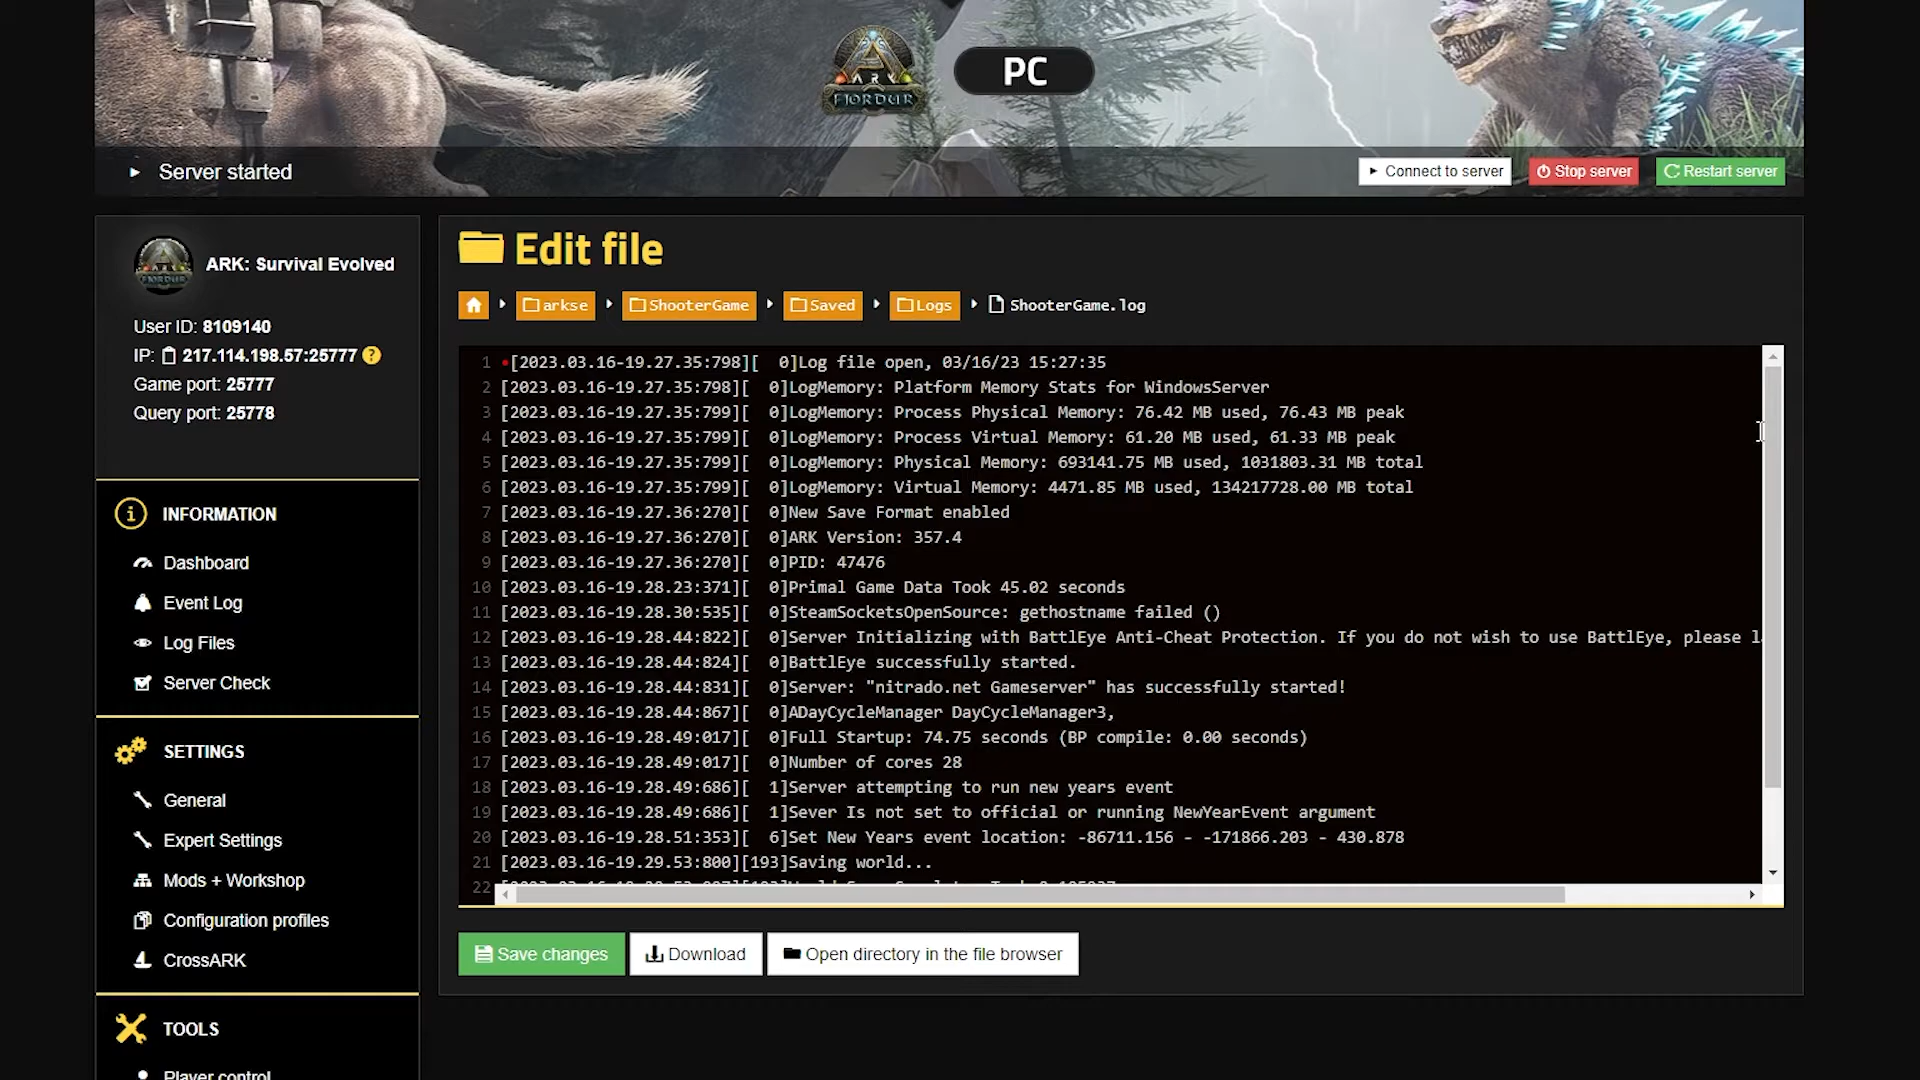 ARK
FJORDUR
PC
Server started
Connect to server
Stop server
Restart server
ARK: Survival Evolved
User ID: 8109140
IP: 217.114.198.57:25777 ?
Game port: 25777
Query port: 25778
INFORMATION
Dashboard
Event Log
Log Files
Server Check
SETTINGS
General
Expert Settings
Mods + Workshop
Configuration profiles
CrossARK
TOOLS
Player control
Edit file
arkse
ShooterGame
Saved
Logs
ShooterGame.log
1 [2023.03.16-19.27.35:798][  0]Log file open, 03/16/23 15:27:35
2 [2023.03.16-19.27.35:798][  0]LogMemory: Platform Memory Stats for WindowsServer
3 [2023.03.16-19.27.35:799][  0]LogMemory: Process Physical Memory: 76.42 MB used, 76.43 MB peak
4 [2023.03.16-19.27.35:799][  0]LogMemory: Process Virtual Memory: 61.20 MB used, 61.33 MB peak
5 [2023.03.16-19.27.35:799][  0]LogMemory: Physical Memory: 693141.75 MB used, 1031803.31 MB total
6 [2023.03.16-19.27.35:799][  0]LogMemory: Virtual Memory: 4471.85 MB used, 134217728.00 MB total
7 [2023.03.16-19.27.36:270][  0]New Save Format enabled
8 [2023.03.16-19.27.36:270][  0]ARK Version: 357.4
9 [2023.03.16-19.27.36:270][  0]PID: 47476
10 [2023.03.16-19.28.23:371][  0]Primal Game Data Took 45.02 seconds
11 [2023.03.16-19.28.30:535][  0]SteamSocketsOpenSource: gethostname failed ()
12 [2023.03.16-19.28.44:822][  0]Server Initializing with BattlEye Anti-Cheat Protection. If you do not wish to use BattlEye, please
13 [2023.03.16-19.28.44:824][  0]BattlEye successfully started.
14 [2023.03.16-19.28.44:831][  0]Server: "nitrado.net Gameserver" has successfully started!
15 [2023.03.16-19.28.44:867][  0]ADayCycleManager DayCycleManager3,
16 [2023.03.16-19.28.49:017][  0]Full Startup: 74.75 seconds (BP compile: 0.00 seconds)
17 [2023.03.16-19.28.49:017][  0]Number of cores 28
18 [2023.03.16-19.28.49:686][  1]Server attempting to run new years event
19 [2023.03.16-19.28.49:686][  1]Sever Is not set to official or running NewYearEvent argument
20 [2023.03.16-19.28.51:353][  6]Set New Years event location: -86711.156 - -171866.203 - 430.878
21 [2023.03.16-19.29.53:800][193]Saving world...
22
Save changes
Download
Open directory in the file browser